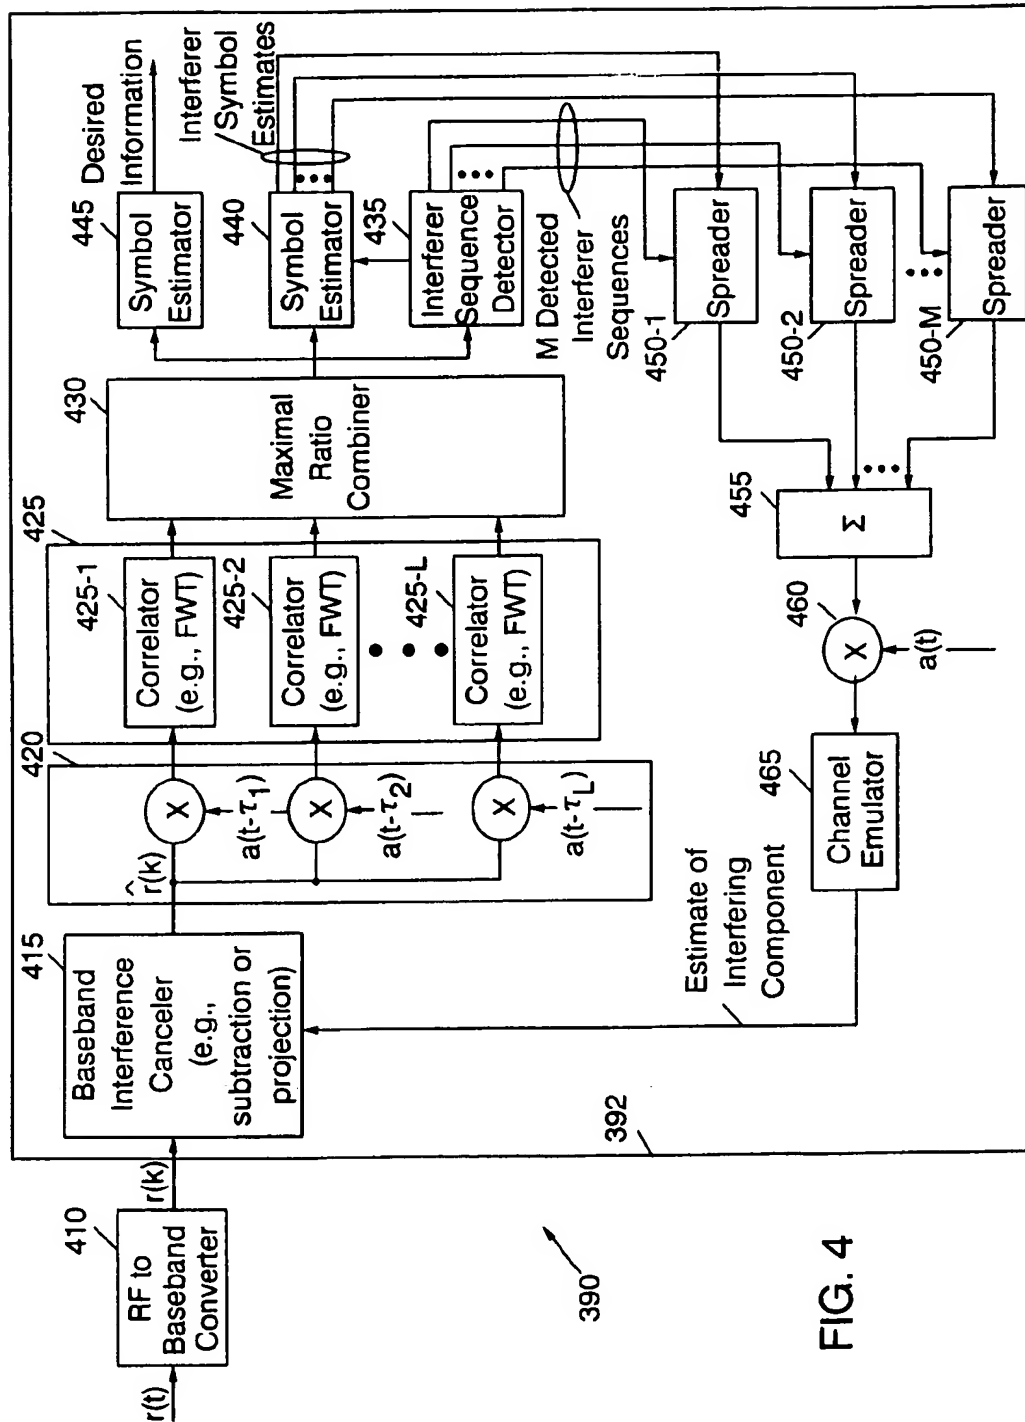 r(t)
410
RF to
Baseband
Converter
r(k)
415
Baseband
Interference
Canceler
(e.g.,
subtraction or
projection)
420
^r(k)
X
a(t-τ1)
X
a(t-τ2)
X
a(t-τL)
425
425-1
Correlator
(e.g., FWT)
425-2
Correlator
(e.g., FWT)
425-L
Correlator
(e.g., FWT)
430
Maximal
Ratio
Combiner
445
Symbol
Estimator
Desired
Information
440
Symbol
Estimator
Interferer
Symbol
Estimates
435
Interferer
Sequence
Detector
M Detected
Interferer
Sequences
450-1
Spreader
450-2
Spreader
450-M
Spreader
455
Σ
460
X
a(t)
465
Channel
Emulator
Estimate of
Interfering
Component
392
390
FIG. 4